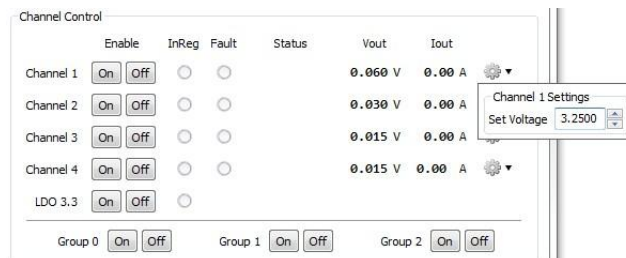 Channel Control
Enable InReg Fault Status Vout Iout
Channel 1 On Off 0.060 V 0.00 A
Channel 1 Settings
Set Voltage 3.2500
Channel 2 On Off 0.030 V 0.00 A
Channel 3 On Off 0.015 V 0.00 A
Channel 4 On Off 0.015 V 0.00 A
LDO 3.3 On Off
Group 0 On Off Group 1 On Off Group 2 On Off